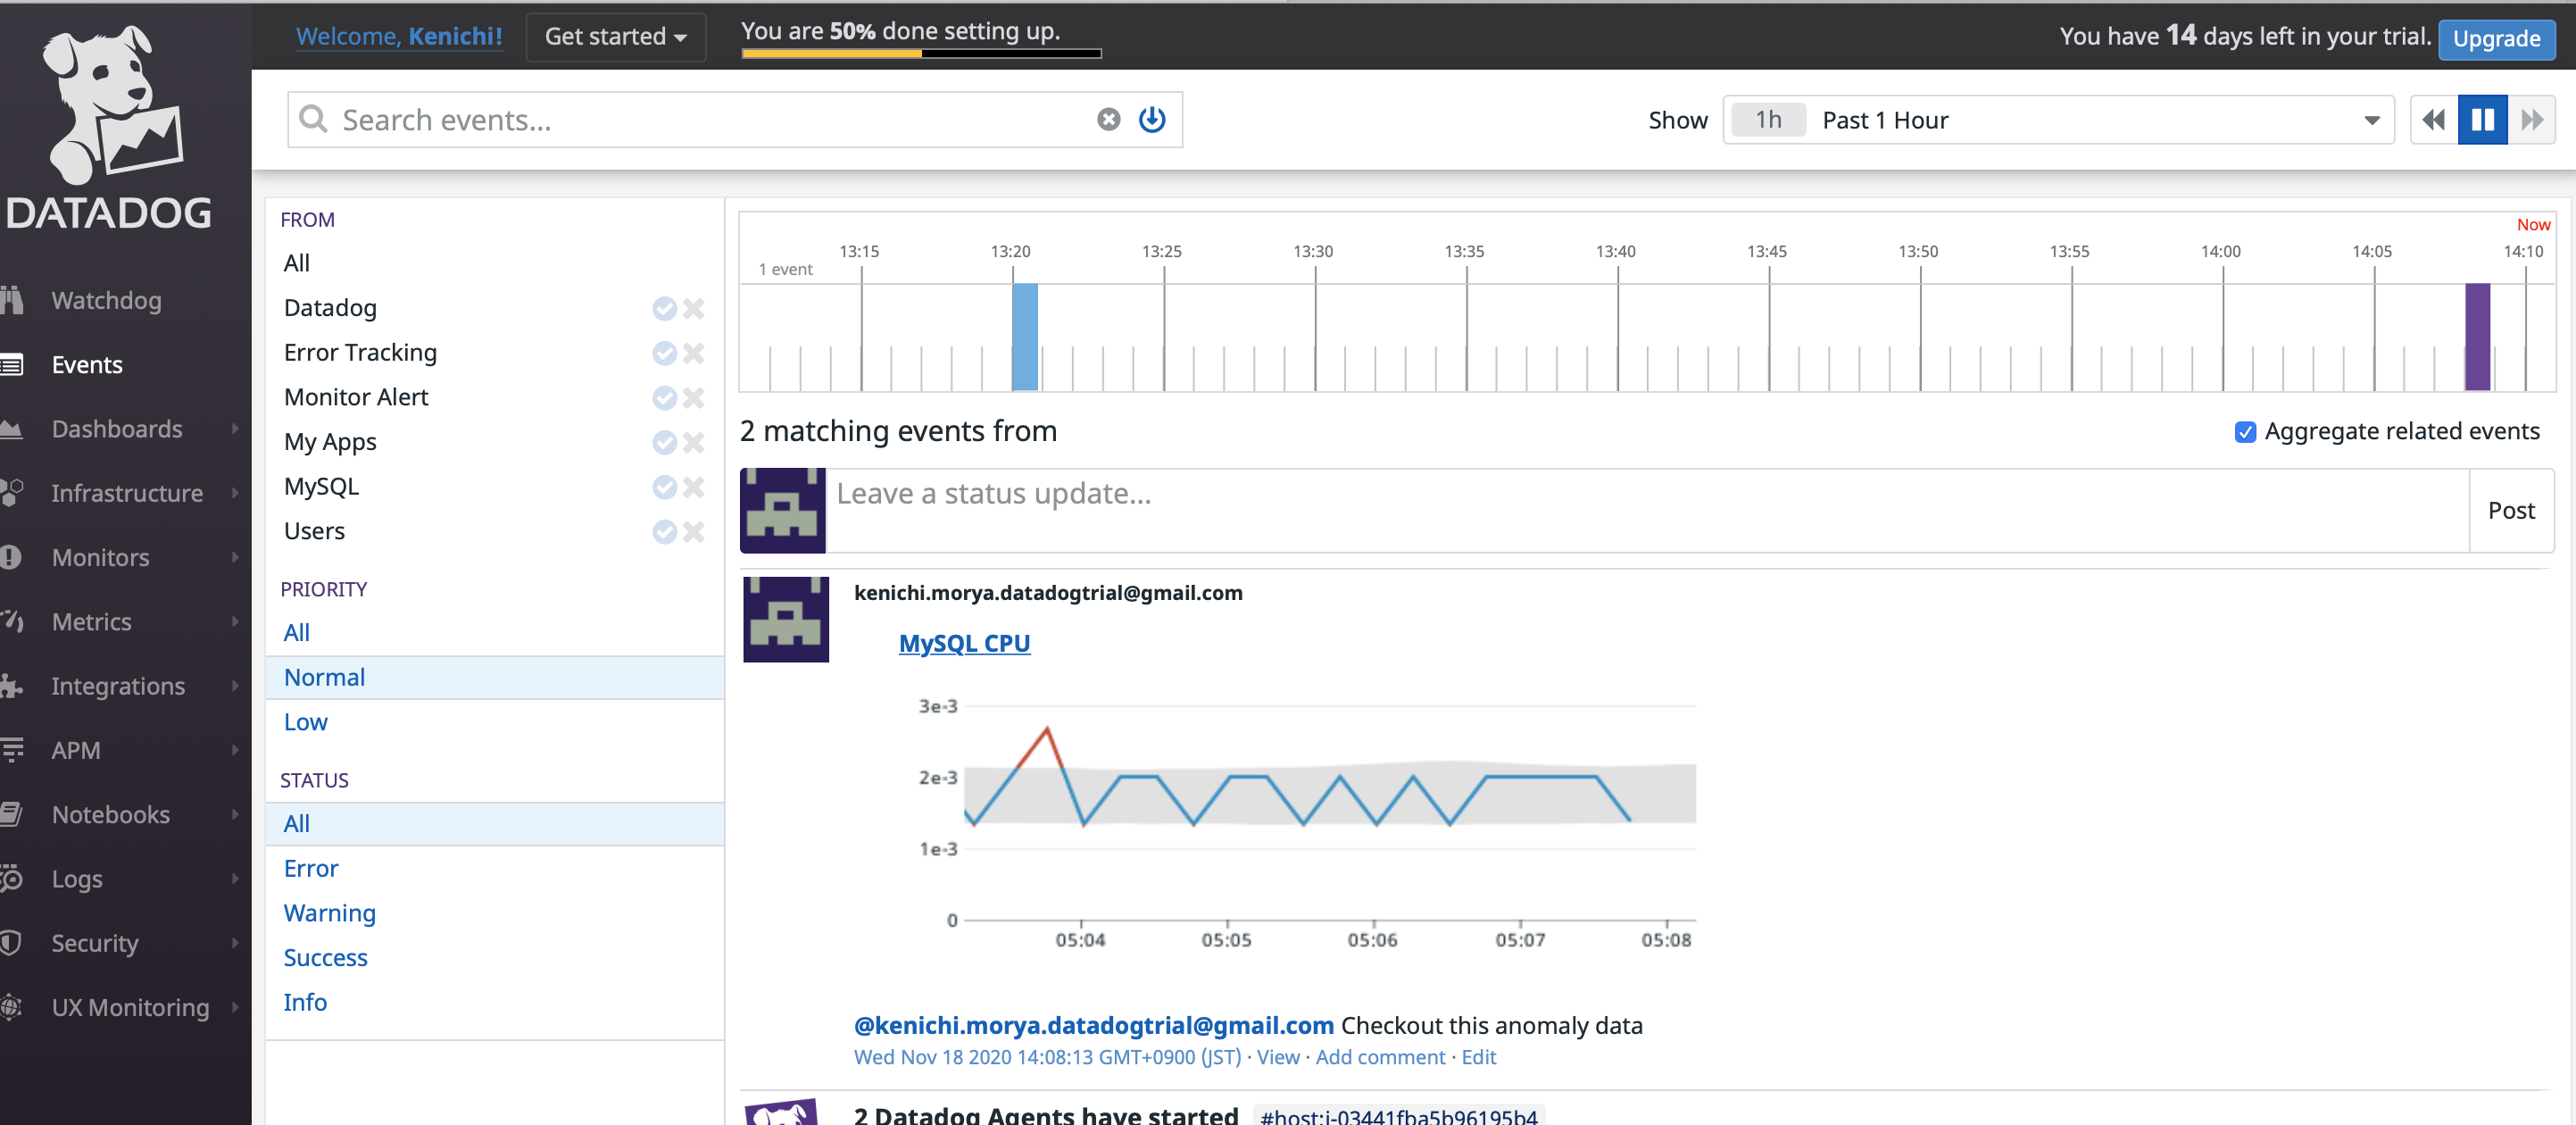 Welcome, Kenichi!
Get started
You are 50% done setting up.
You have 14 days left in your trial.
Upgrade
DATADOG
Search events...
Show
1h
Past 1 Hour
Watchdog
Events
Dashboards
Infrastructure
Monitors
Metrics
Integrations
APM
Notebooks
Logs
Security
UX Monitoring
FROM
All
Datadog
Error Tracking
Monitor Alert
My Apps
MySQL
Users
PRIORITY
All
Normal
Low
STATUS
All
Error
Warning
Success
Info
Now
13:15 13:20 13:25 13:30 13:35 13:40 13:45 13:50 13:55 14:00 14:05 14:10
1 event
2 matching events from
Aggregate related events
Leave a status update...
Post
kenichi.morya.datadogtrial@gmail.com
MySQL CPU
3e-3
2e-3
1e-3
0
05:04 05:05 05:06 05:07 05:08
@kenichi.morya.datadogtrial@gmail.com Checkout this anomaly data
Wed Nov 18 2020 14:08:13 GMT+0900 (JST) · View · Add comment · Edit
2 Datadog Agents have started #host:i-03441fba5b96195b4